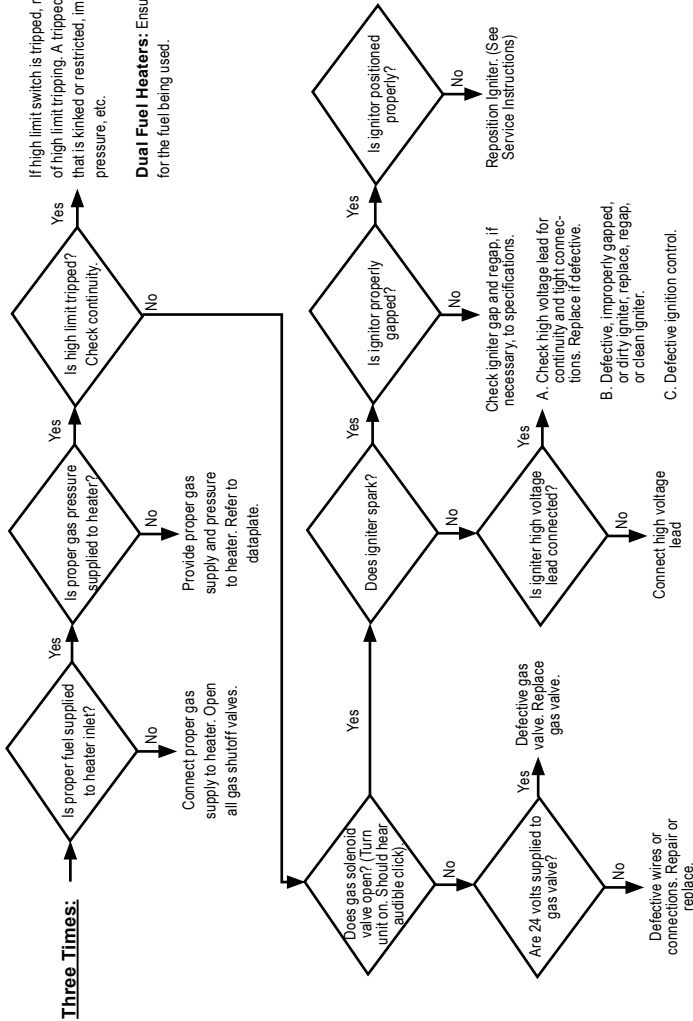 Three Times:
Is proper fuel supplied
to heater inlet?
Yes
No
Connect proper gas
supply to heater. Open
all gas shutoff valves.
Is proper gas pressure
supplied to heater?
Yes
No
Provide proper gas
supply and pressure
to heater. Refer to
dataplate.
Is high limit tripped?
Check continuity.
Yes
No
If high limit switch is tripped,
of high limit tripping. A tripped
that is kinked or restricted,
pressure, etc.
Dual Fuel Heaters:
for the fuel being used.
Does gas solenoid
valve open? (Turn
unit on. Should hear
audible click).
Yes
No
Are 24 volts supplied to
gas valve?
Yes
Defective gas
valve. Replace
gas valve.
No
Defective wires or
connections. Repair or
replace.
Does igniter spark?
Yes
No
Is igniter high voltage
lead connected?
Yes
A. Check high voltage lead for
continuity and tight connec-
tions. Replace if defective.
B. Defective, improperly gapped,
or dirty igniter, replace, regap,
or clean igniter.
C. Defective ignition control.
No
Connect high voltage
lead
Is ignitor properly
gapped?
Yes
No
Check igniter gap and regap, if
necessary, to specifications.
Is ignitor positioned
properly?
No
Reposition Igniter. (See
Service Instructions)